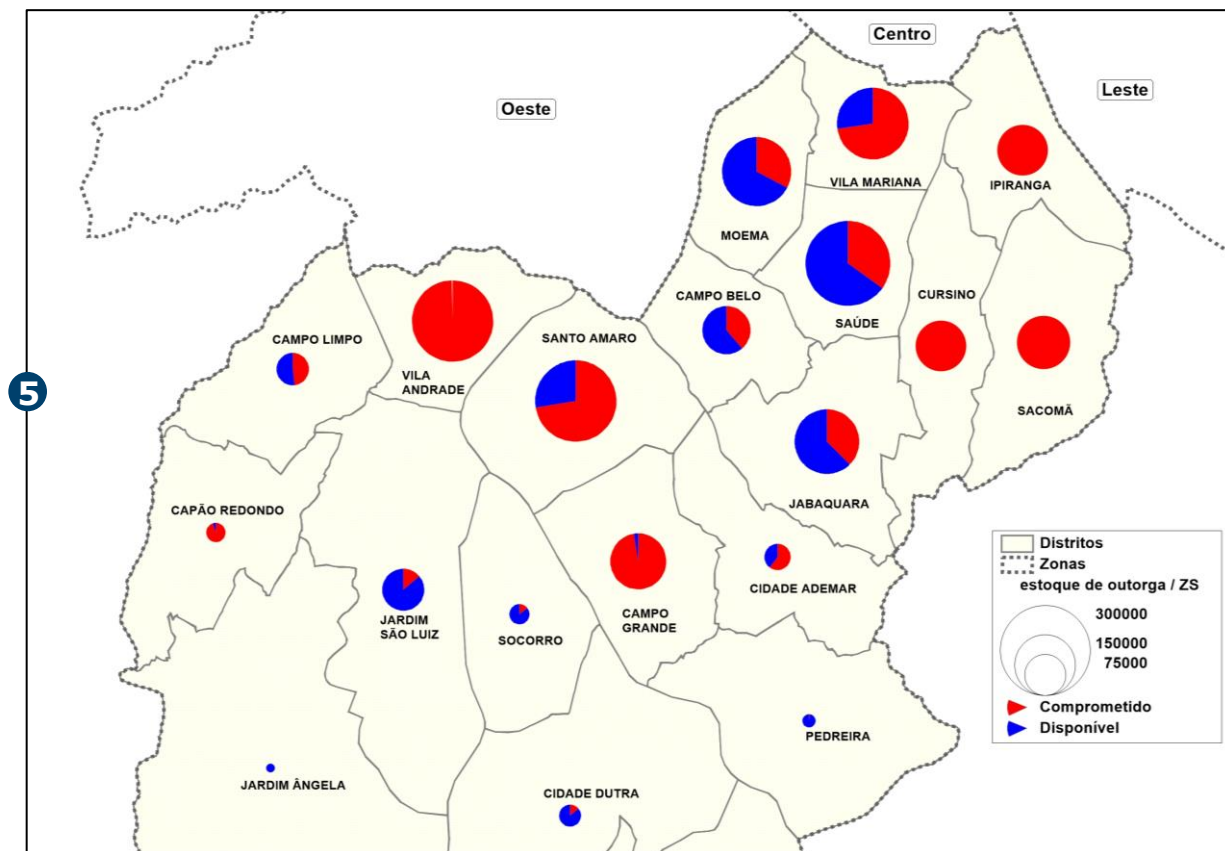 Centro
Oeste
Leste
VILA MARIANA
IPIRANGA
MOEMA
CAMPO BELO
CURSINO
SAÚDE
CAMPO LIMPO
SANTO AMARO
VILA
ANDRADE
5
SACOMÃ
JABAQUARA
CAPÃO REDONDO
CIDADE ADEMAR
JARDIM
SÃO LUIZ
SOCORRO
CAMPO
GRANDE
PEDREIRA
JARDIM ÂNGELA
CIDADE DUTRA
Distritos
Zonas
estoque de outorga / ZS
300000
150000
75000
Comprometido
Disponível